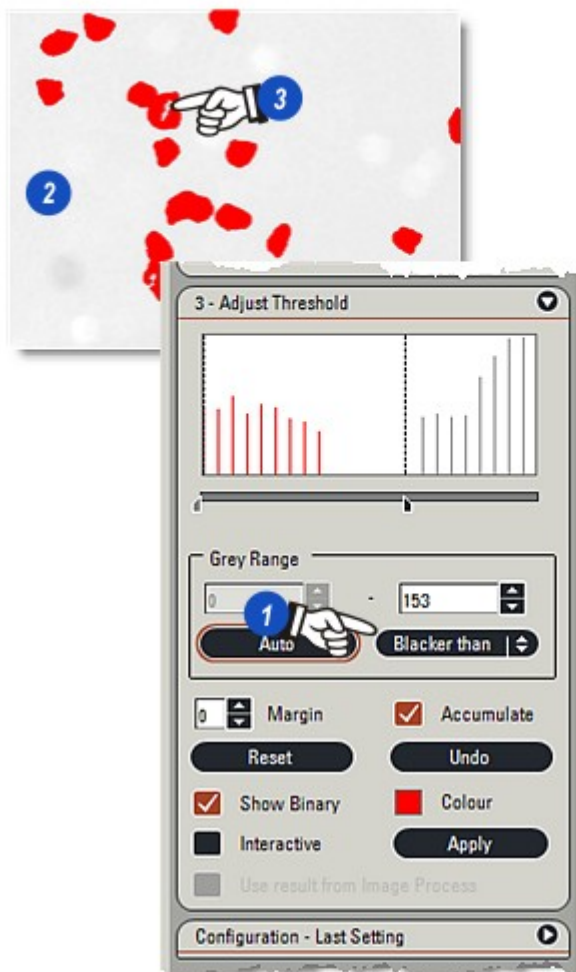 3
2
3 - Adjust Threshold
Grey Range
0 - 153
1
Auto Blacker than
0 Margin Accumulate
Reset Undo
Show Binary Colour
Interactive Apply
Use result from Image Process
Configuration - Last Setting